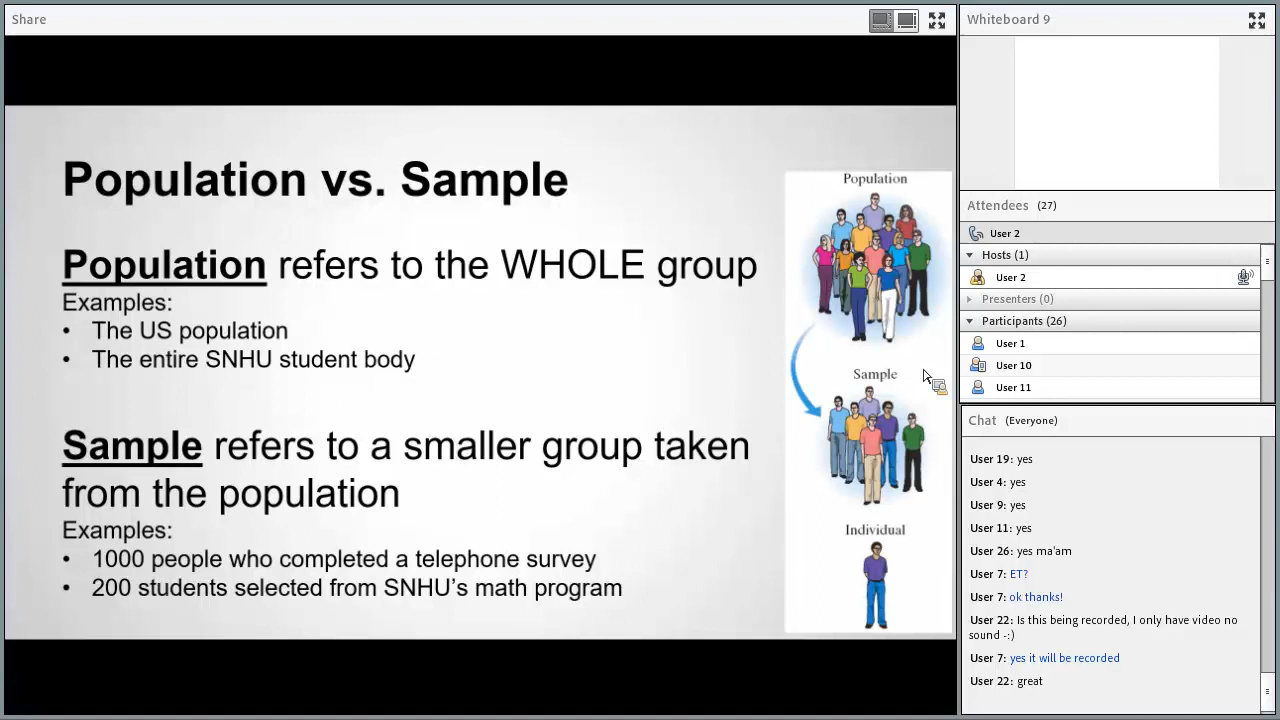 Share
Population vs. Sample
Population refers to the WHOLE group
Examples:
• The US population
• The entire SNHU student body
Sample refers to a smaller group taken
from the population
Examples:
• 1000 people who completed a telephone survey
• 200 students selected from SNHU's math program
Population
Sample
Individual
Whiteboard 9
Attendees (27)
User 2
Hosts (1)
User 2
Presenters (0)
Participants (26)
User 1
User 10
User 11
Chat (Everyone)
User 19: yes
User 4: yes
User 9: yes
User 11: yes
User 26: yes ma'am
User 7: ET?
User 7: ok thanks!
User 22: Is this being recorded, I only have video no
sound -:)
User 7: yes it will be recorded
User 22: great